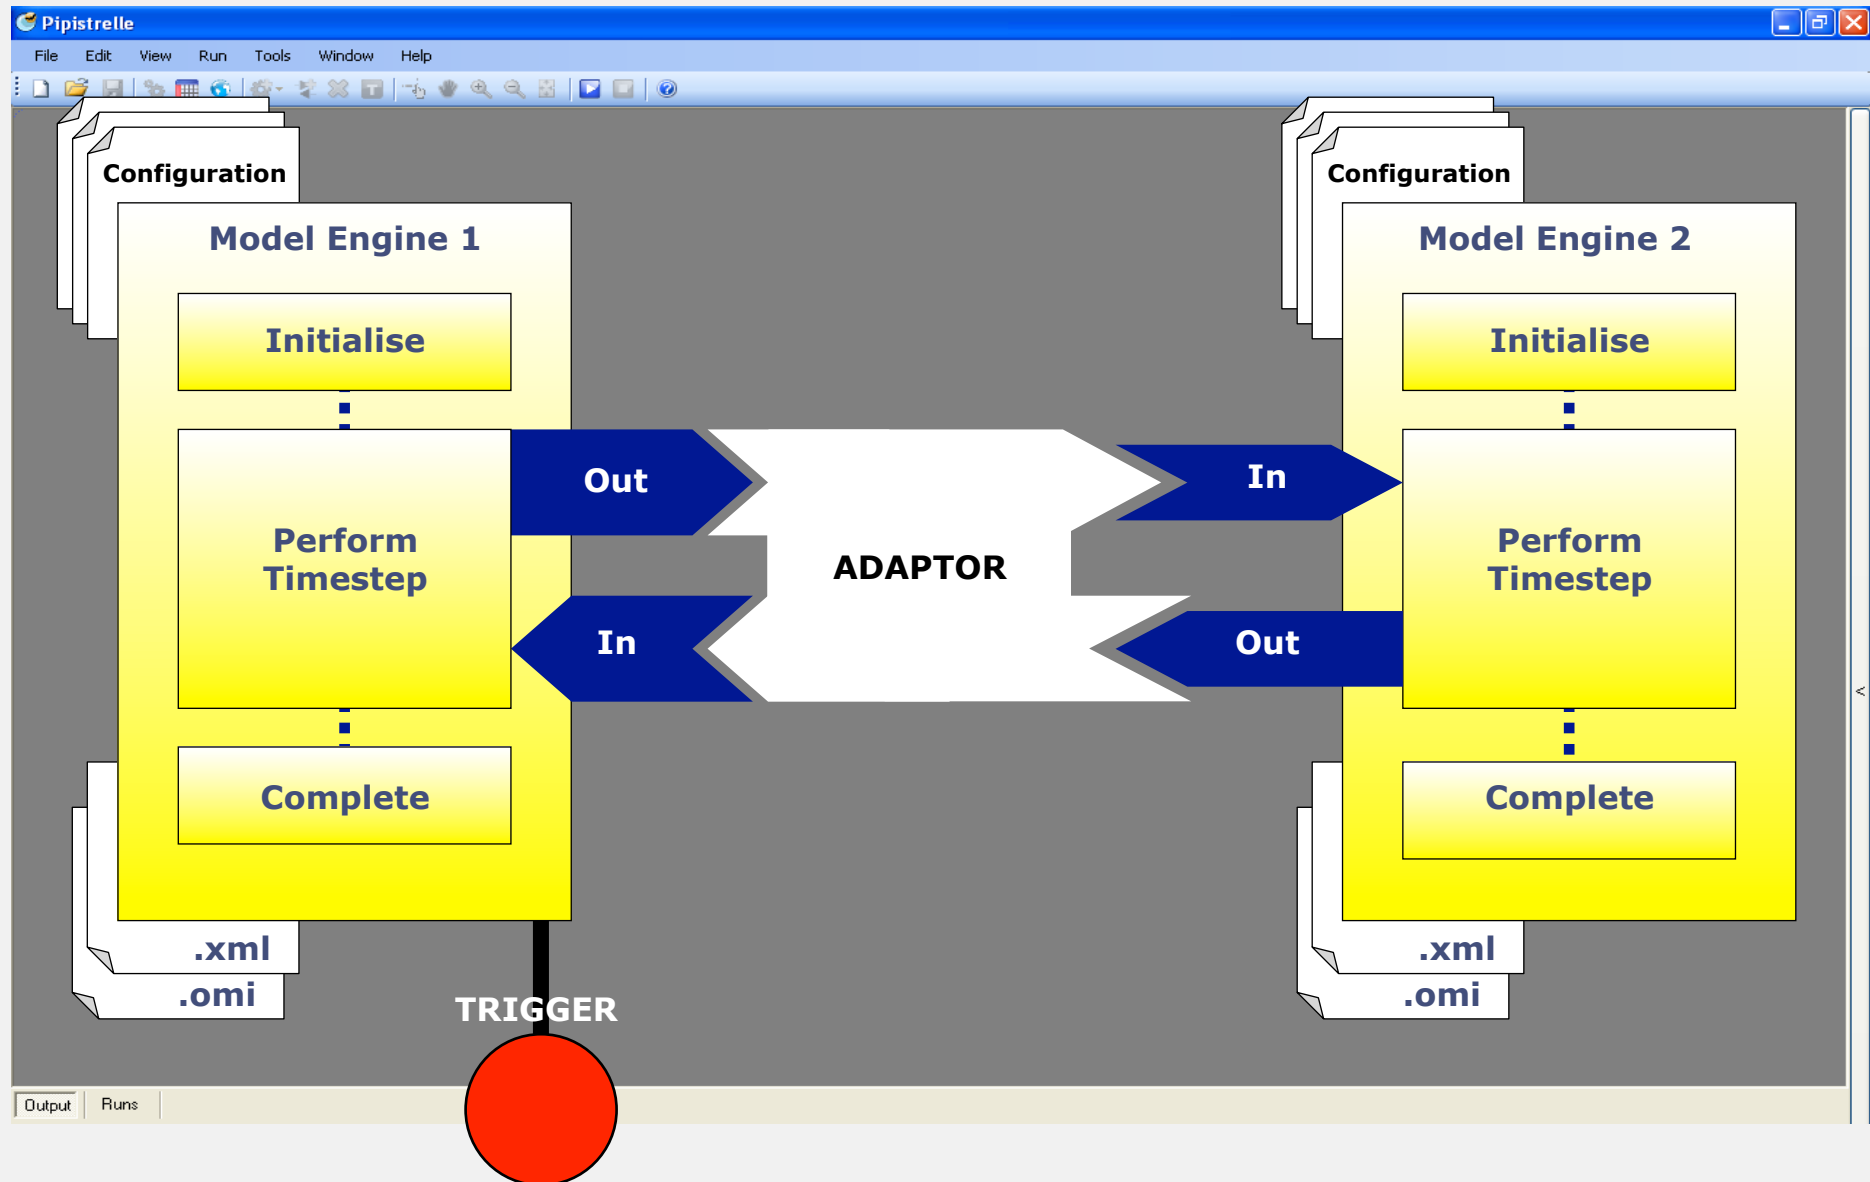 Pipistrelle
File Edit View Run Tools Window Help
Configuration
Configuration
Model Engine 1
Model Engine 2
Initialise
Initialise
Out
In
Perform
Timestep
ADAPTOR
Perform
Timestep
In
Out
Complete
Complete
.xml
.omi
.xml
.omi
TRIGGER
Output Runs